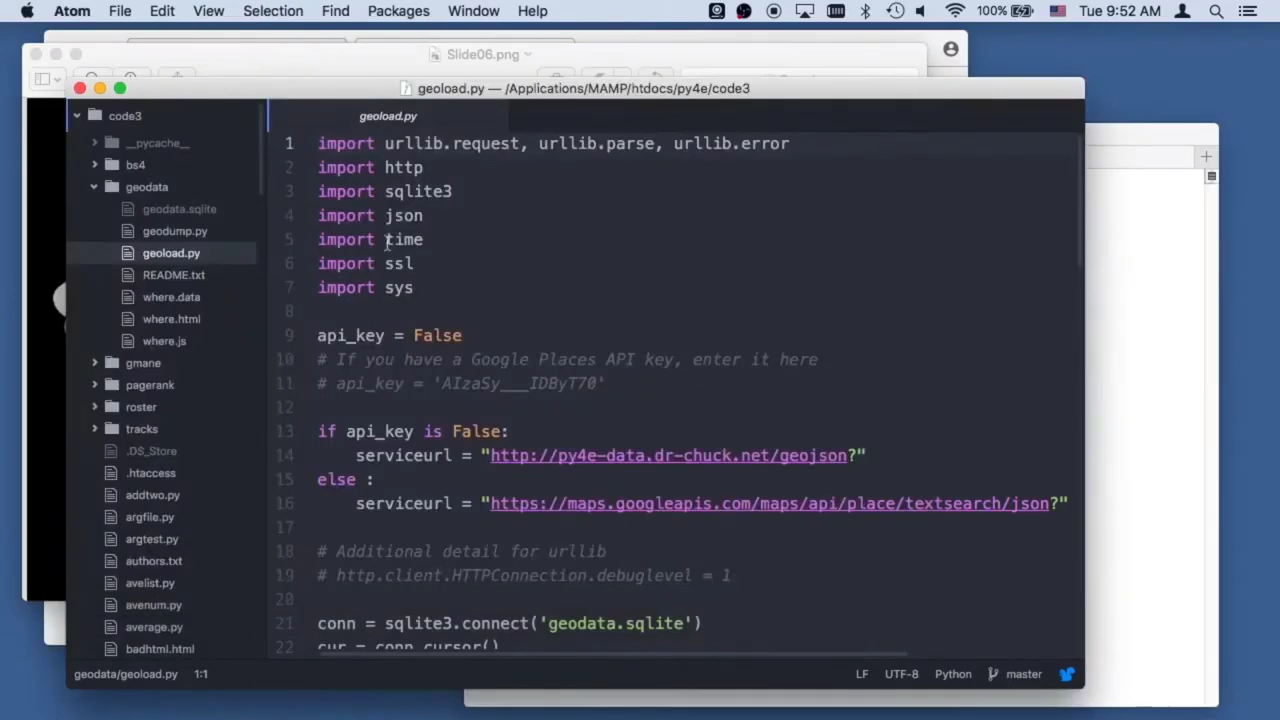 Atom File Edit View Selection Find Packages Window Help 100% Tue 9:52 AM
Slide06.png
geoload.py — /Applications/MAMP/htdocs/py4e/code3
code3
__pycache__
bs4
geodata
geodata.sqlite
geodump.py
geoload.py
README.txt
where.data
where.html
where.js
gmane
pagerank
roster
tracks
.DS_Store
.htaccess
addtwo.py
argfile.py
argtest.py
authors.txt
avelist.py
avenum.py
average.py
badhtml.html
geoload.py
1 import urllib.request, urllib.parse, urllib.error
2 import http
3 import sqlite3
4 import json
5 import time
6 import ssl
7 import sys
8
9 api_key = False
10 # If you have a Google Places API key, enter it here
11 # api_key = 'AIzaSy___IDByT70'
12
13 if api_key is False:
14 serviceurl = "http://py4e-data.dr-chuck.net/geojson?"
15 else :
16 serviceurl = "https://maps.googleapis.com/maps/api/place/textsearch/json?"
17
18 # Additional detail for urllib
19 # http.client.HTTPConnection.debuglevel = 1
20
21 conn = sqlite3.connect('geodata.sqlite')
22 cur = conn.cursor()
geodata/geoload.py 1:1 LF UTF-8 Python master